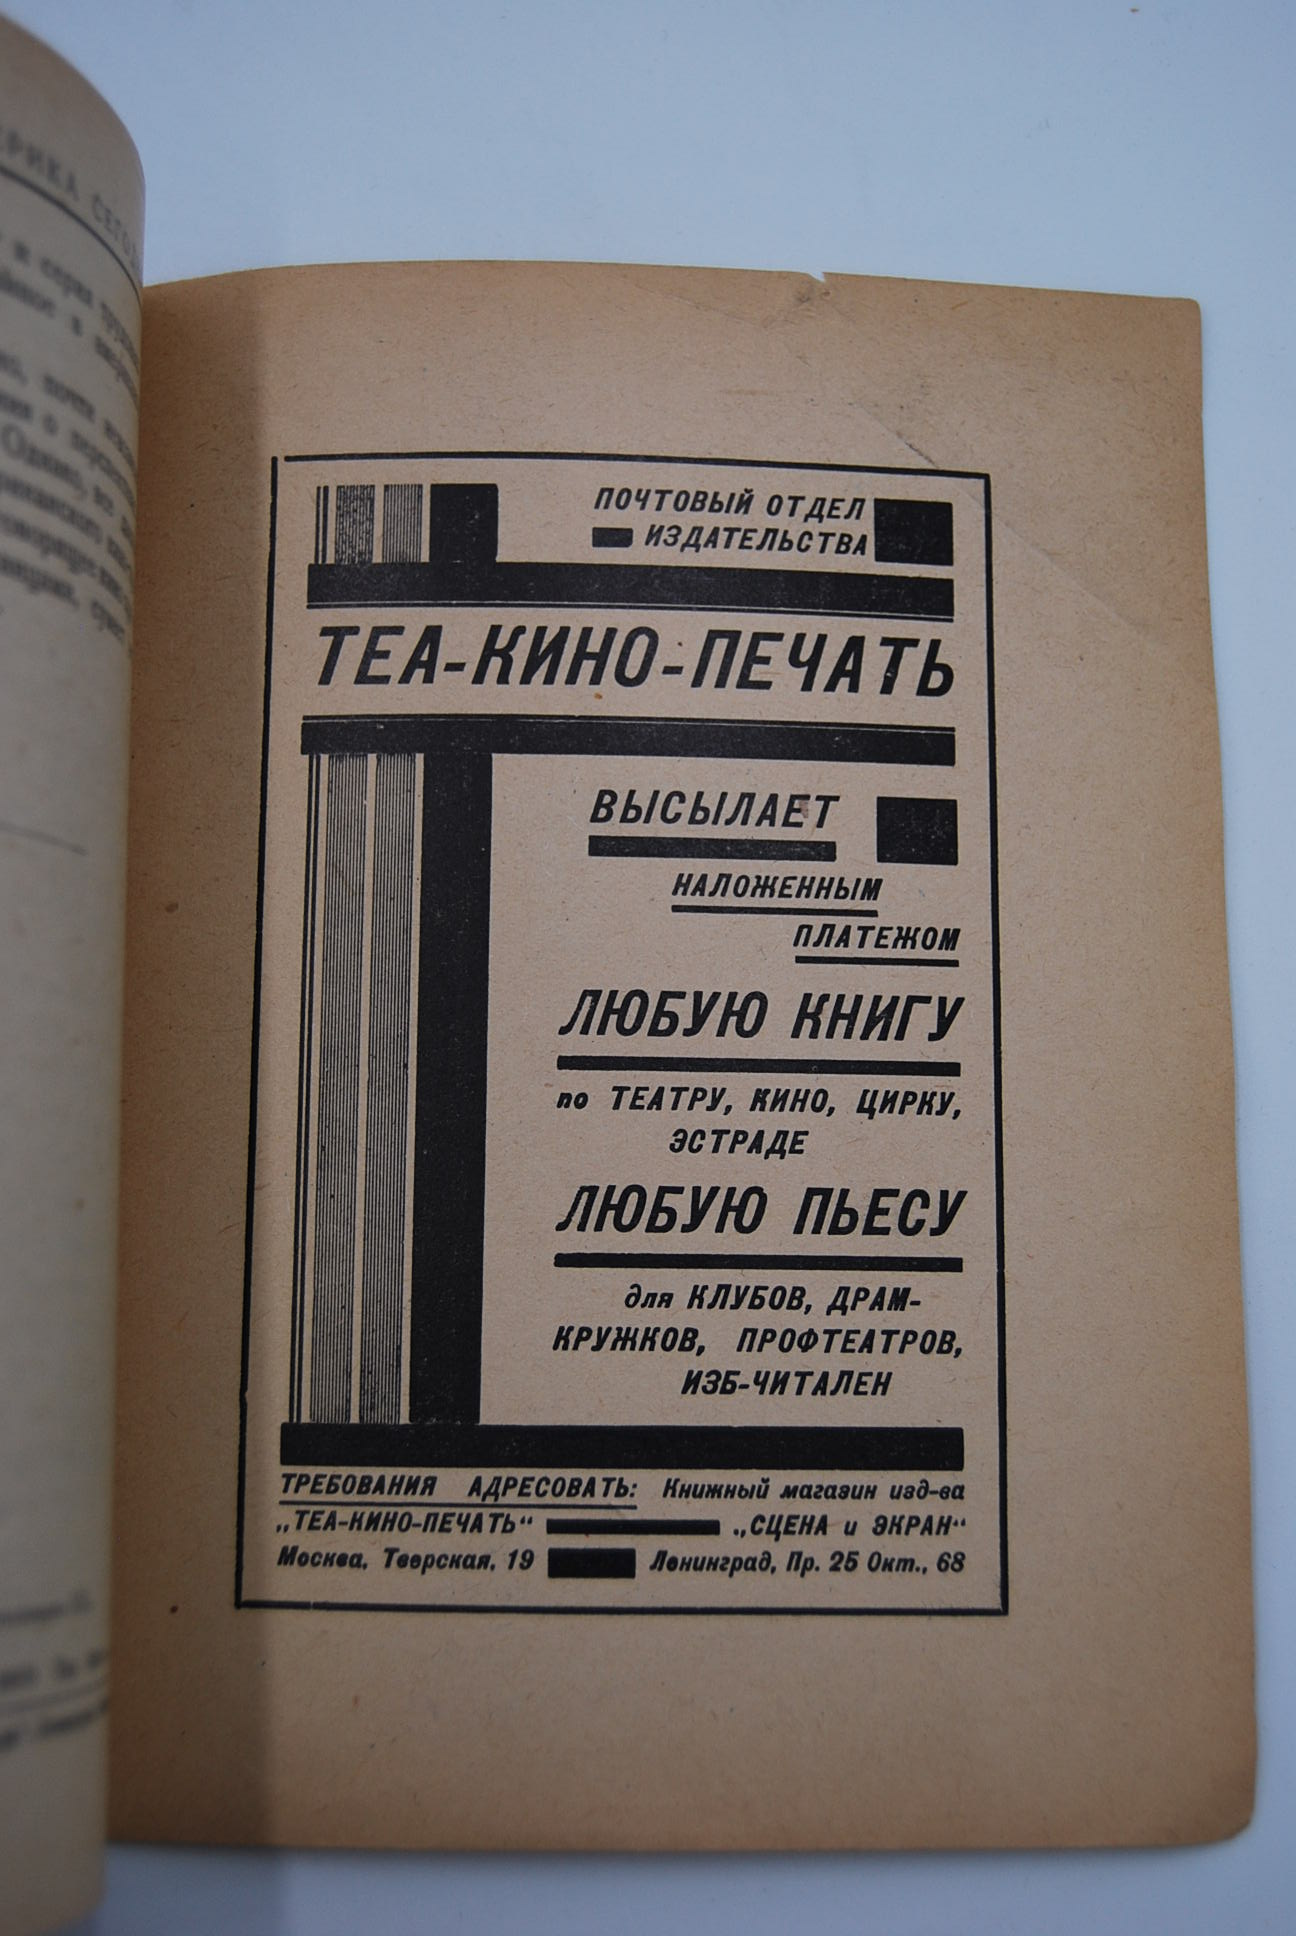 ПОЧТОВЫЙ ОТДЕЛ
ИЗДАТЕЛЬСТВА
ТЕА-КИНО-ПЕЧАТЬ
ВЫСЫЛАЕТ
НАЛОЖЕННЫМ
ПЛАТЕЖОМ
ЛЮБУЮ КНИГУ
по ТЕАТРУ, КИНО, ЦИРКУ,
ЭСТРАДЕ
ЛЮБУЮ ПЬЕСУ
для КЛУБОВ, ДРАМ-
КРУЖКОВ, ПРОФТЕАТРОВ,
ИЗБ-ЧИТАЛЕН
ТРЕБОВАНИЯ АДРЕСОВАТЬ: Книжный магазин изд-ва
„ТЕА-КИНО-ПЕЧАТЬ“ „СЦЕНА и ЭКРАН“
Москва, Тверская, 19 Ленинград, Пр. 25 Окт., 68